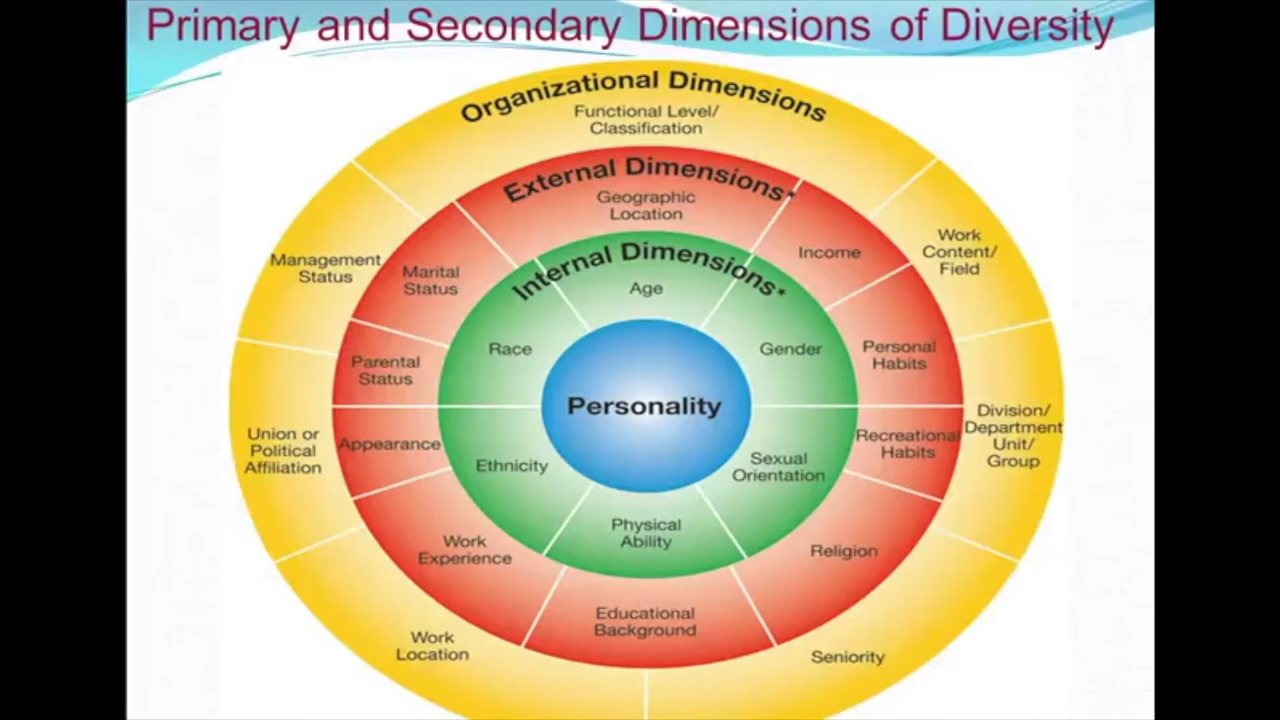 Primary and Secondary Dimensions of Diversity
Organizational Dimensions
Functional Level/
Classification
External Dimensions*
Geographic
Location
Internal Dimensions*
Age
Personality
Management
Status
Marital
Status
Income
Work
Content/
Field
Race
Gender
Parental
Status
Personal
Habits
Union or
Political
Affiliation
Appearance
Ethnicity
Sexual
Orientation
Recreational
Habits
Division/
Department
Unit/
Group
Physical
Ability
Work
Experience
Religion
Educational
Background
Work
Location
Seniority